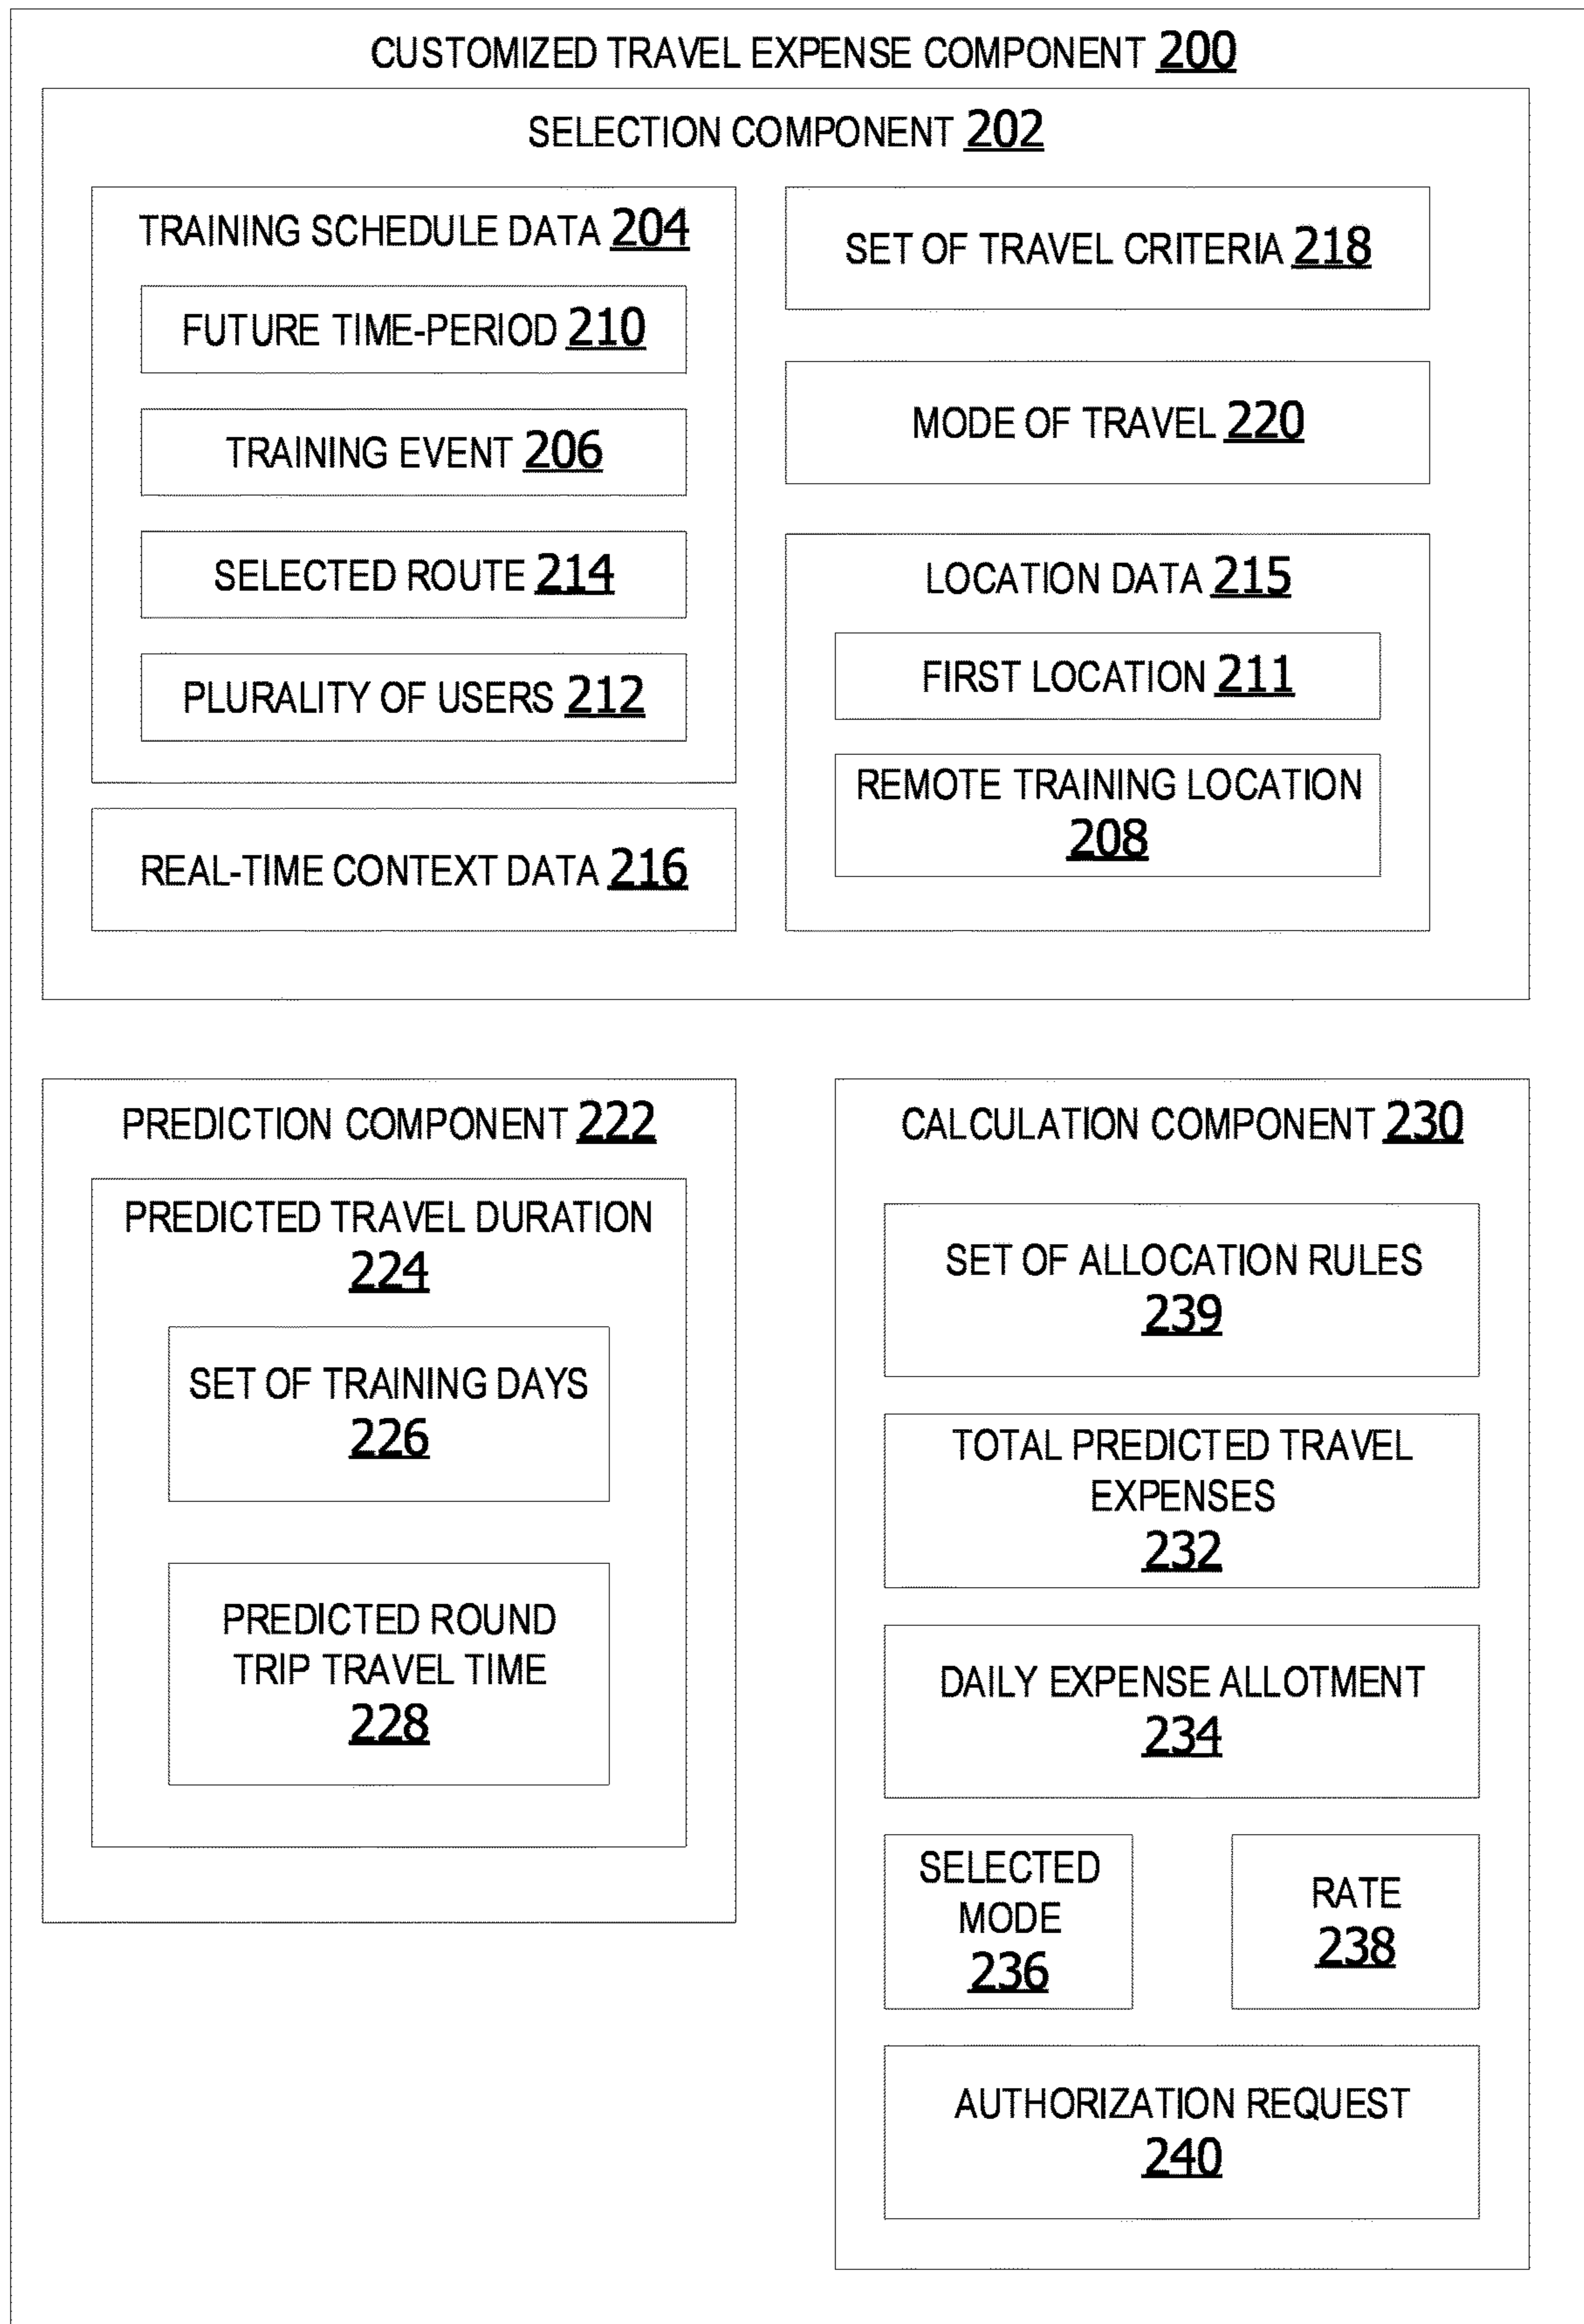 CUSTOMIZED TRAVEL EXPENSE COMPONENT 200
SELECTION COMPONENT 202
TRAINING SCHEDULE DATA 204
FUTURE TIME-PERIOD 210
TRAINING EVENT 206
SELECTED ROUTE 214
PLURALITY OF USERS 212
REAL-TIME CONTEXT DATA 216
SET OF TRAVEL CRITERIA 218
MODE OF TRAVEL 220
LOCATION DATA 215
FIRST LOCATION 211
REMOTE TRAINING LOCATION
208
PREDICTION COMPONENT 222
PREDICTED TRAVEL DURATION
224
SET OF TRAINING DAYS
226
PREDICTED ROUND
TRIP TRAVEL TIME
228
CALCULATION COMPONENT 230
SET OF ALLOCATION RULES
239
TOTAL PREDICTED TRAVEL
EXPENSES
232
DAILY EXPENSE ALLOTMENT
234
SELECTED
MODE
236
RATE
238
AUTHORIZATION REQUEST
240